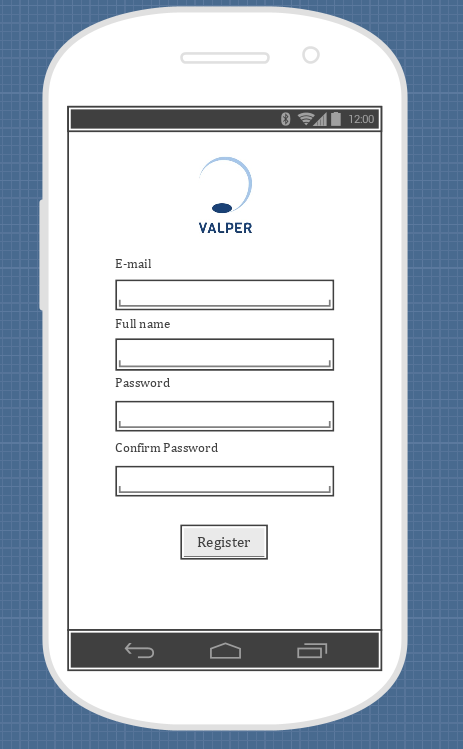 12:00
VALPER
E-mail
Full name
Password
Confirm Password
Register